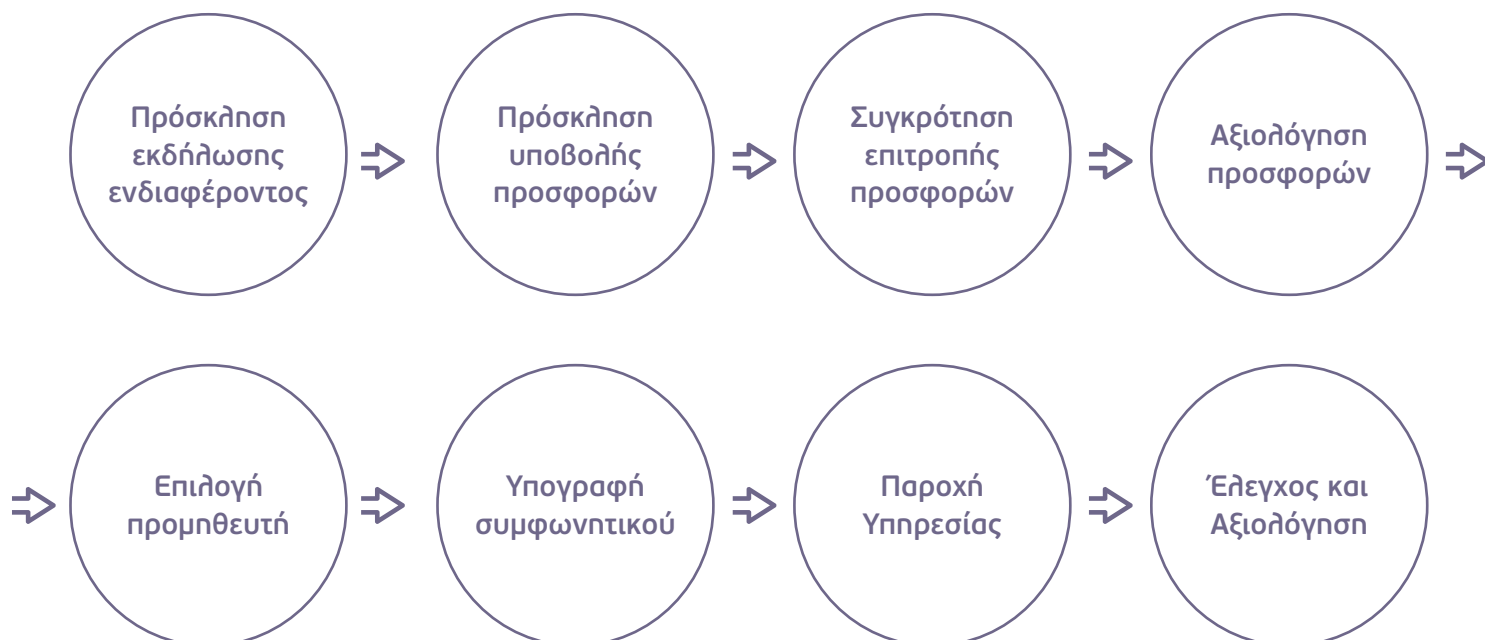 Πρόσκληση
εκδήλωσης
ενδιαφέροντος
Πρόσκληση
υποβολής
προσφορών
Συγκρότηση
επιτροπής
προσφορών
Αξιολόγηση
προσφορών
Επιλογή
προμηθευτή
Υπογραφή
συμφωνητικού
Παροχή
Υπηρεσίας
Έλεγχος και
Αξιολόγηση